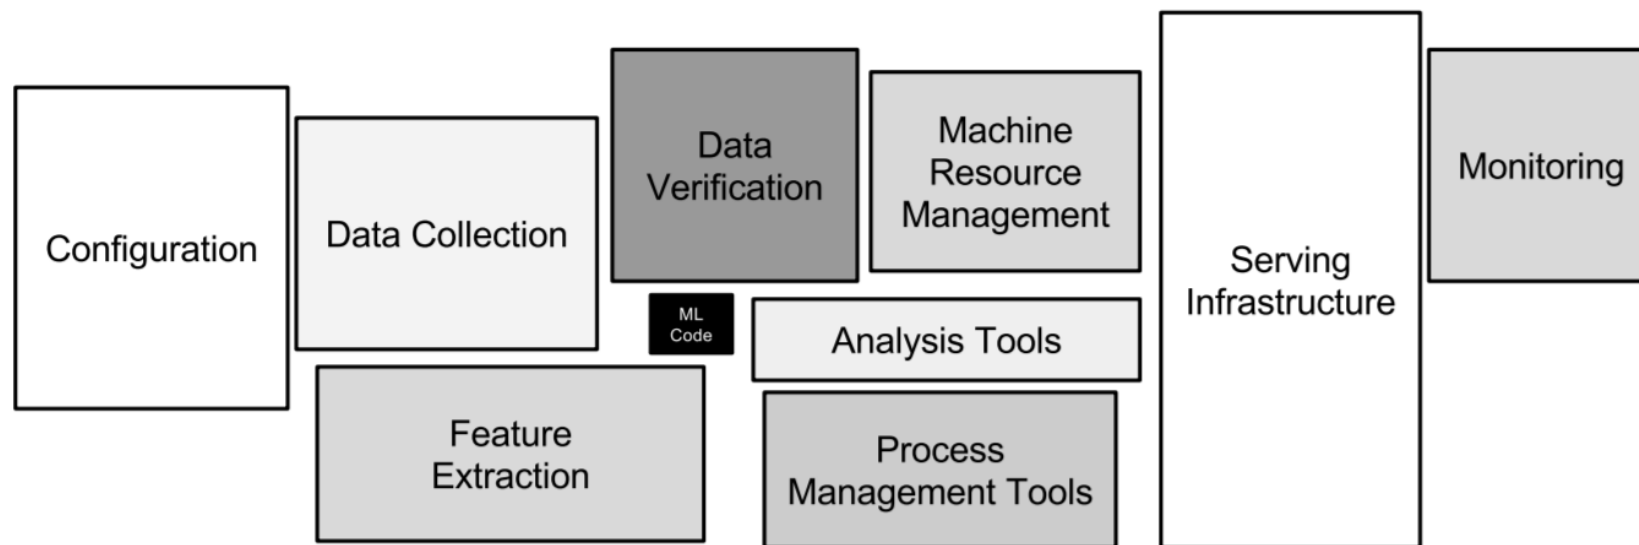 Configuration
Data Collection
Feature
Extraction
Data
Verification
ML
Code
Machine
Resource
Management
Analysis Tools
Process
Management Tools
Serving
Infrastructure
Monitoring